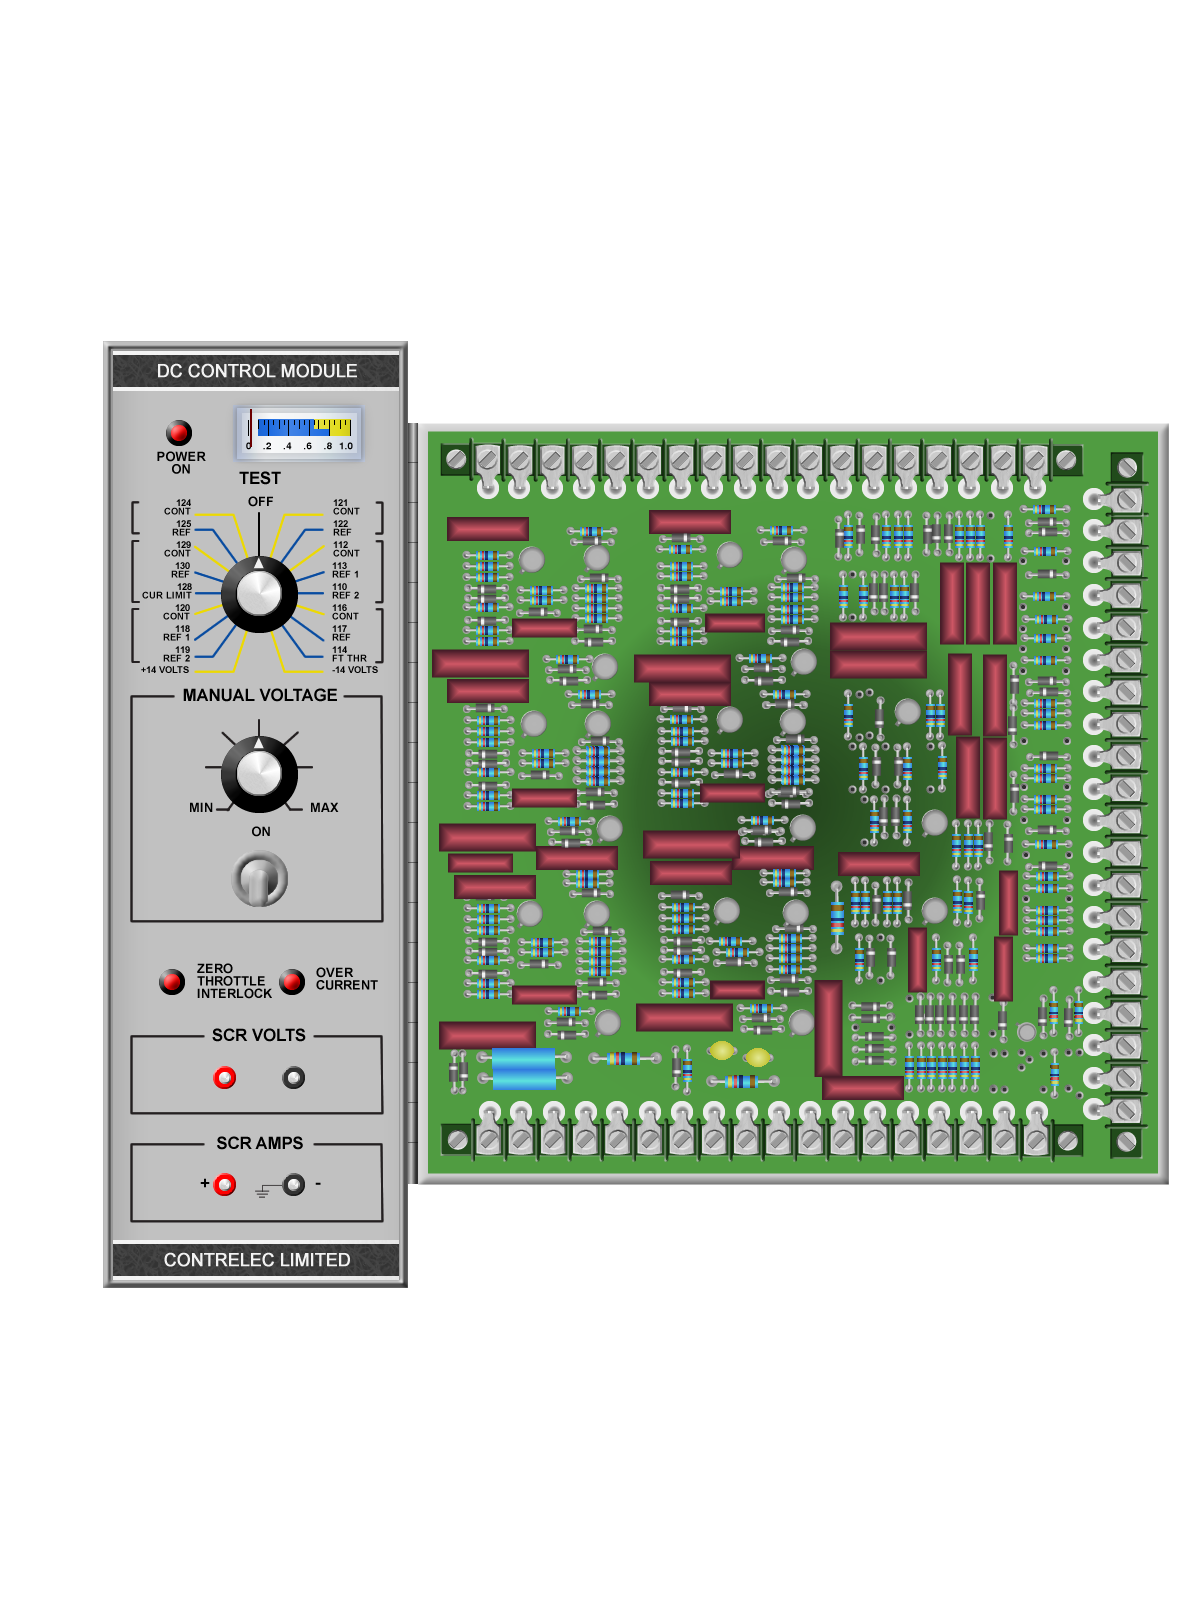 DC CONTROL MODULE
POWER
ON
0 .2 .4 .6 .8 1.0
TEST
OFF
124
CONT
125
REF
129
CONT
130
REF
128
CUR LIMIT
120
CONT
118
REF 1
119
REF 2
+14 VOLTS
121
CONT
122
REF
112
CONT
113
REF 1
110
REF 2
116
CONT
117
REF
114
FT THR
-14 VOLTS
MANUAL VOLTAGE
MIN
MAX
ON
ZERO
THROTTLE
INTERLOCK
OVER
CURRENT
SCR VOLTS
SCR AMPS
+
-
CONTRELEC LIMITED